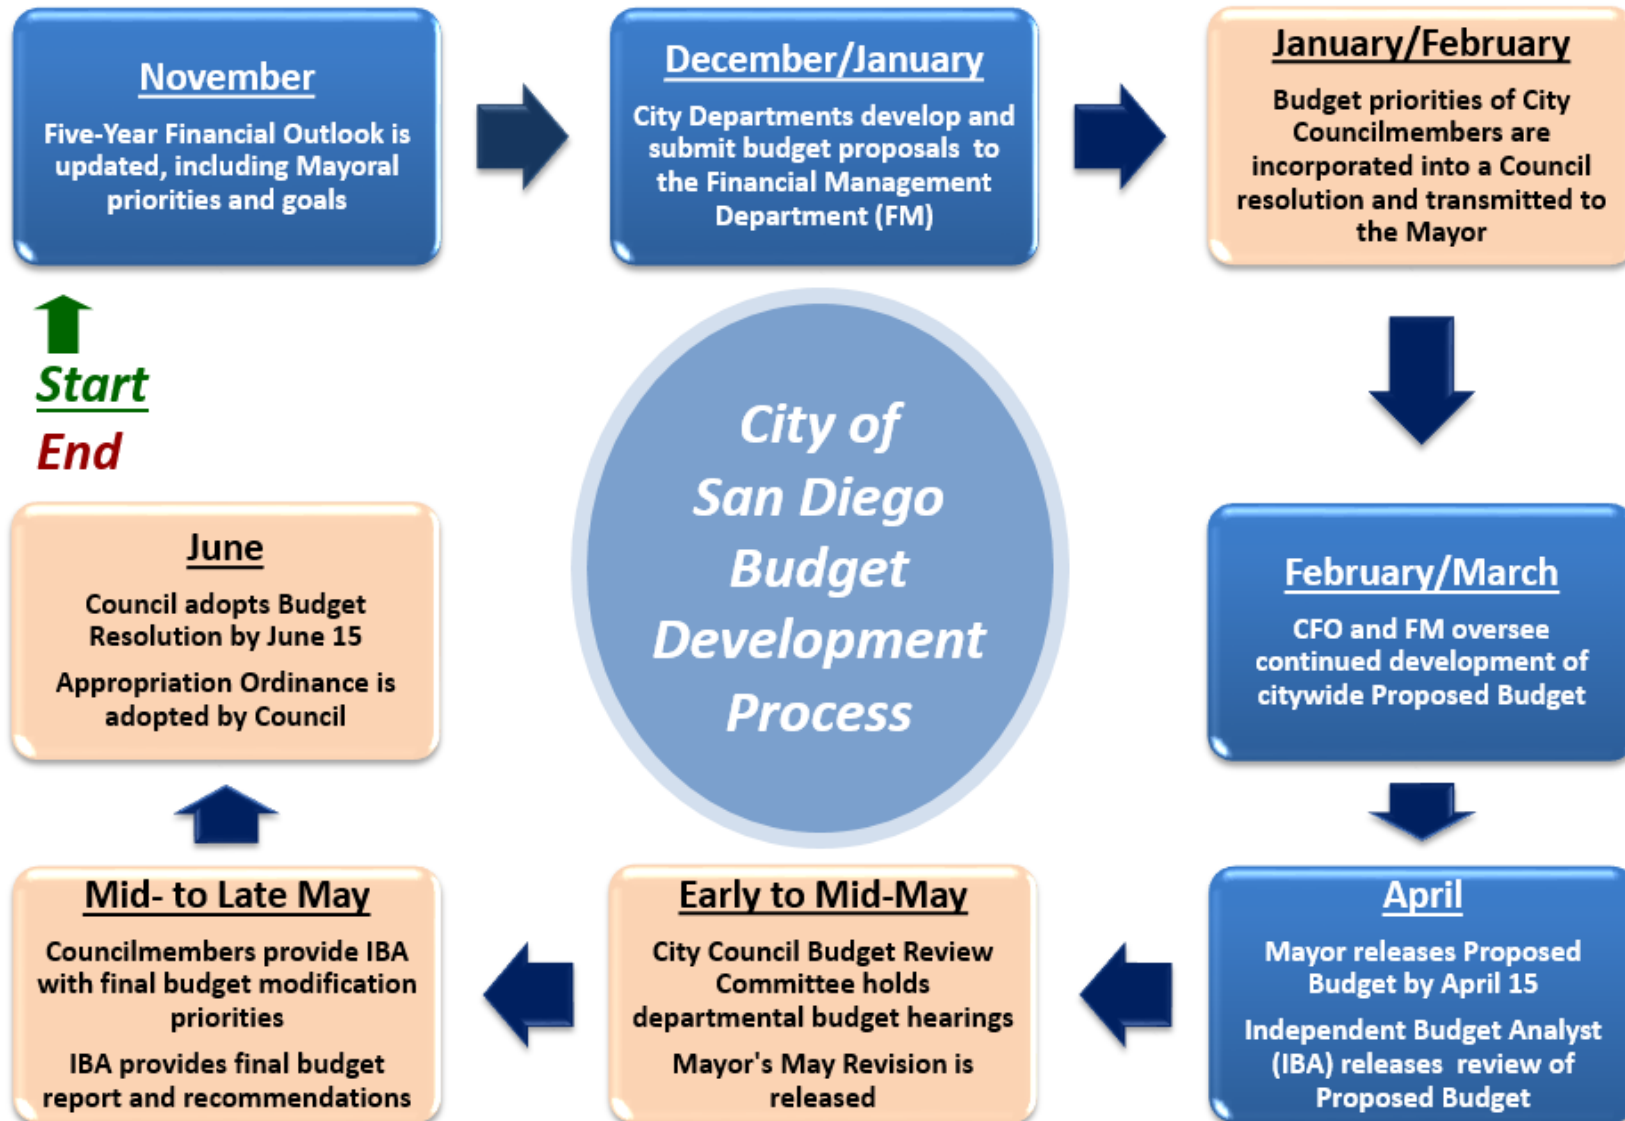 November
Five-Year Financial Outlook is
updated, including Mayoral
priorities and goals
December/January
City Departments develop and
submit budget proposals to
the Financial Management
Department (FM)
January/February
Budget priorities of City
Councilmembers are
incorporated into a Council
resolution and transmitted to
the Mayor
Start
End
City of
San Diego
Budget
Development
Process
February/March
CFO and FM oversee
continued development of
citywide Proposed Budget
April
Mayor releases Proposed
Budget by April 15
Independent Budget Analyst
(IBA) releases review of
Proposed Budget
Early to Mid-May
City Council Budget Review
Committee holds
departmental budget hearings
Mayor's May Revision is
released
Mid- to Late May
Councilmembers provide IBA
with final budget modification
priorities
IBA provides final budget
report and recommendations
June
Council adopts Budget
Resolution by June 15
Appropriation Ordinance is
adopted by Council